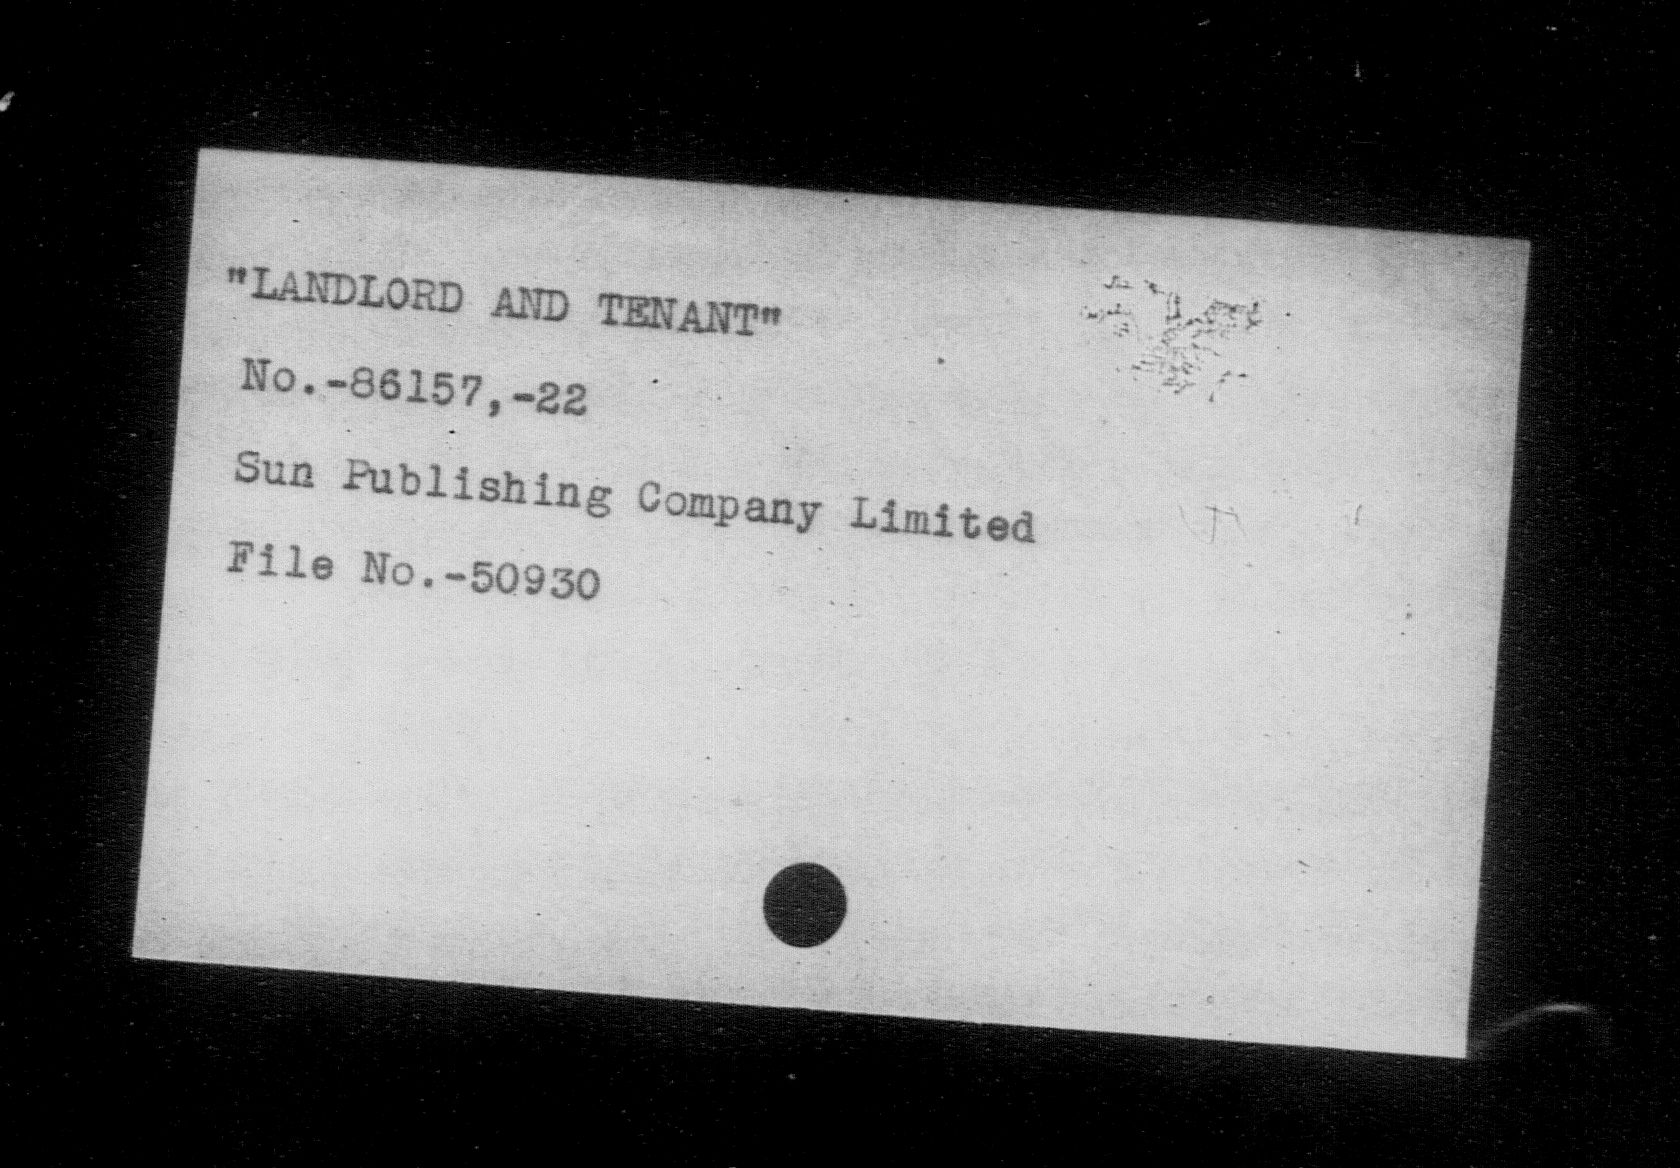 "LANDLORD AND TENANT"
No.-86157,-22
Sun Publishing Company Limited
File No.-50930